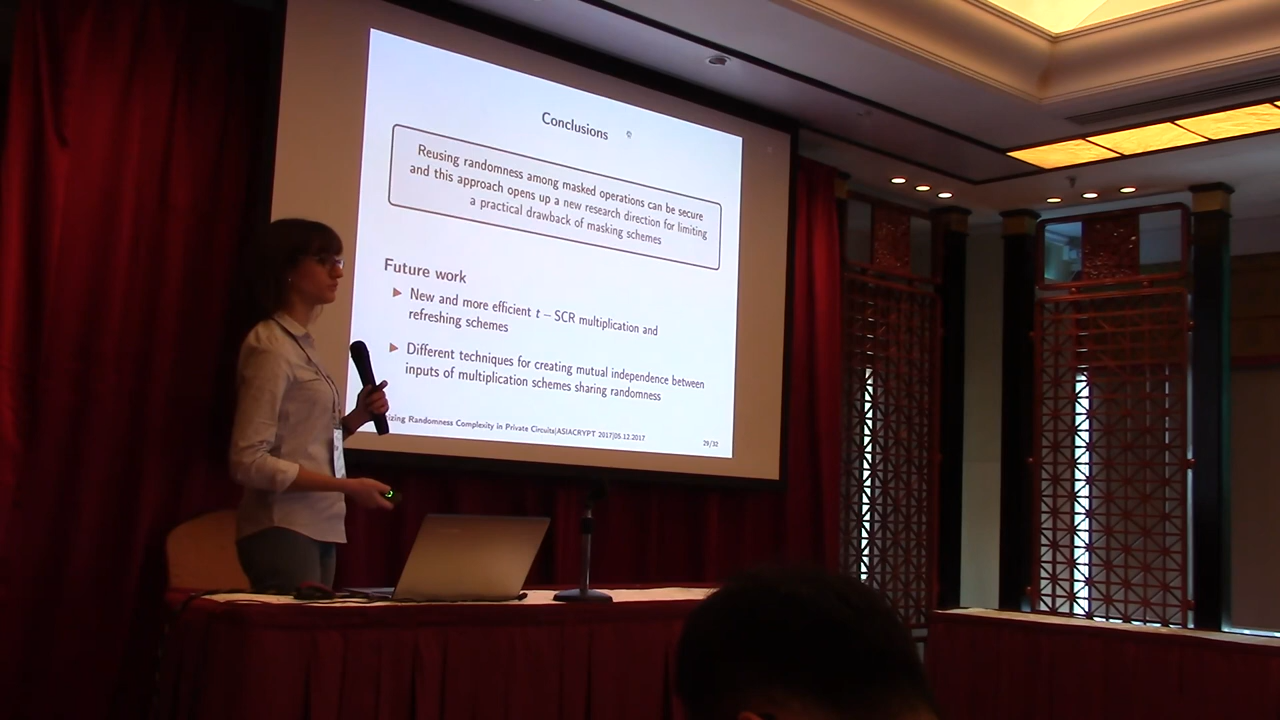 Conclusions
Reusing randomness among masked operations can be secure
and this approach opens up a new research direction for limiting
a practical drawback of masking schemes
Future work
New and more efficient t − SCR multiplication and
refreshing schemes
Different techniques for creating mutual independence between
inputs of multiplication schemes sharing randomness
Randomness Complexity in Private Circuits|ASIACRYPT 2017|05.12.2017
29/32